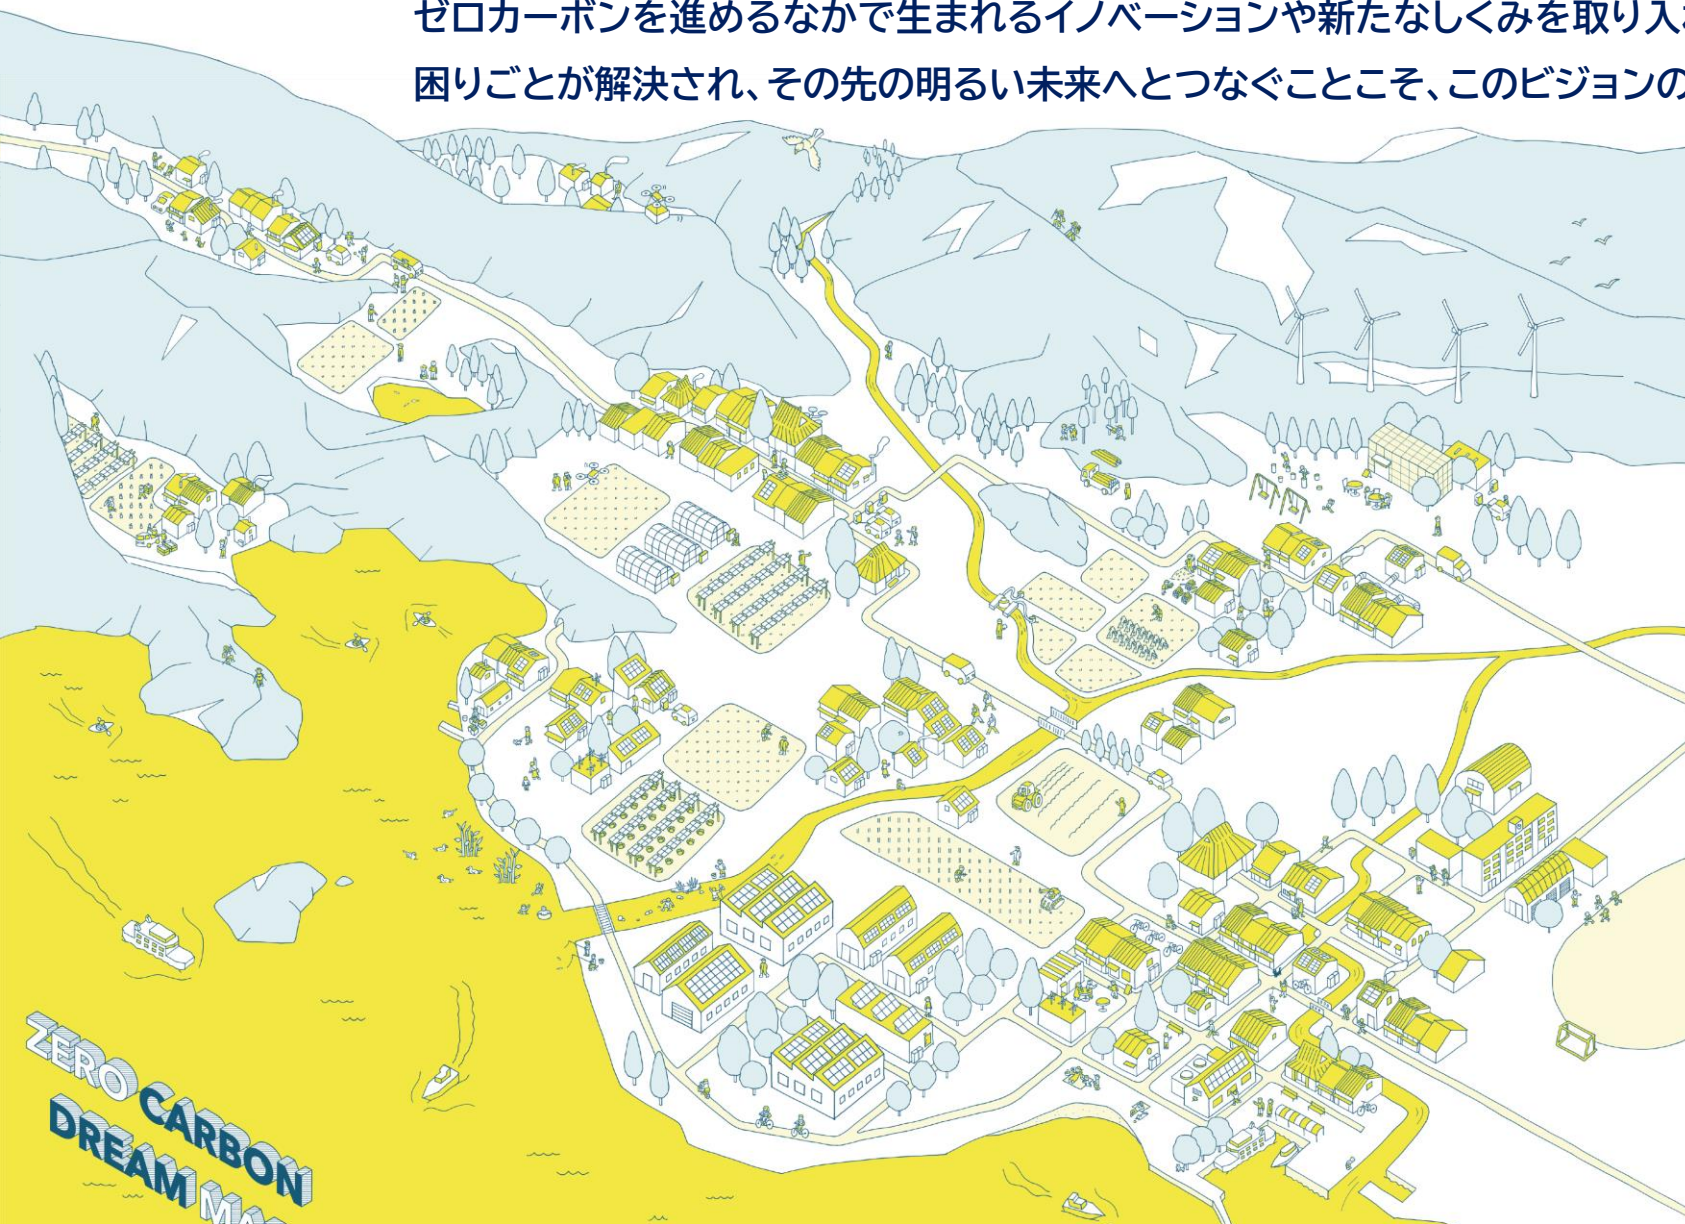 ゼロカーボンを進めるなかで生まれるイノベーションや新たなしくみを取り入
困りごとが解決され、その先の明るい未来へとつなぐことこそ、このビジョンの
ZERO CARBON
DREAM